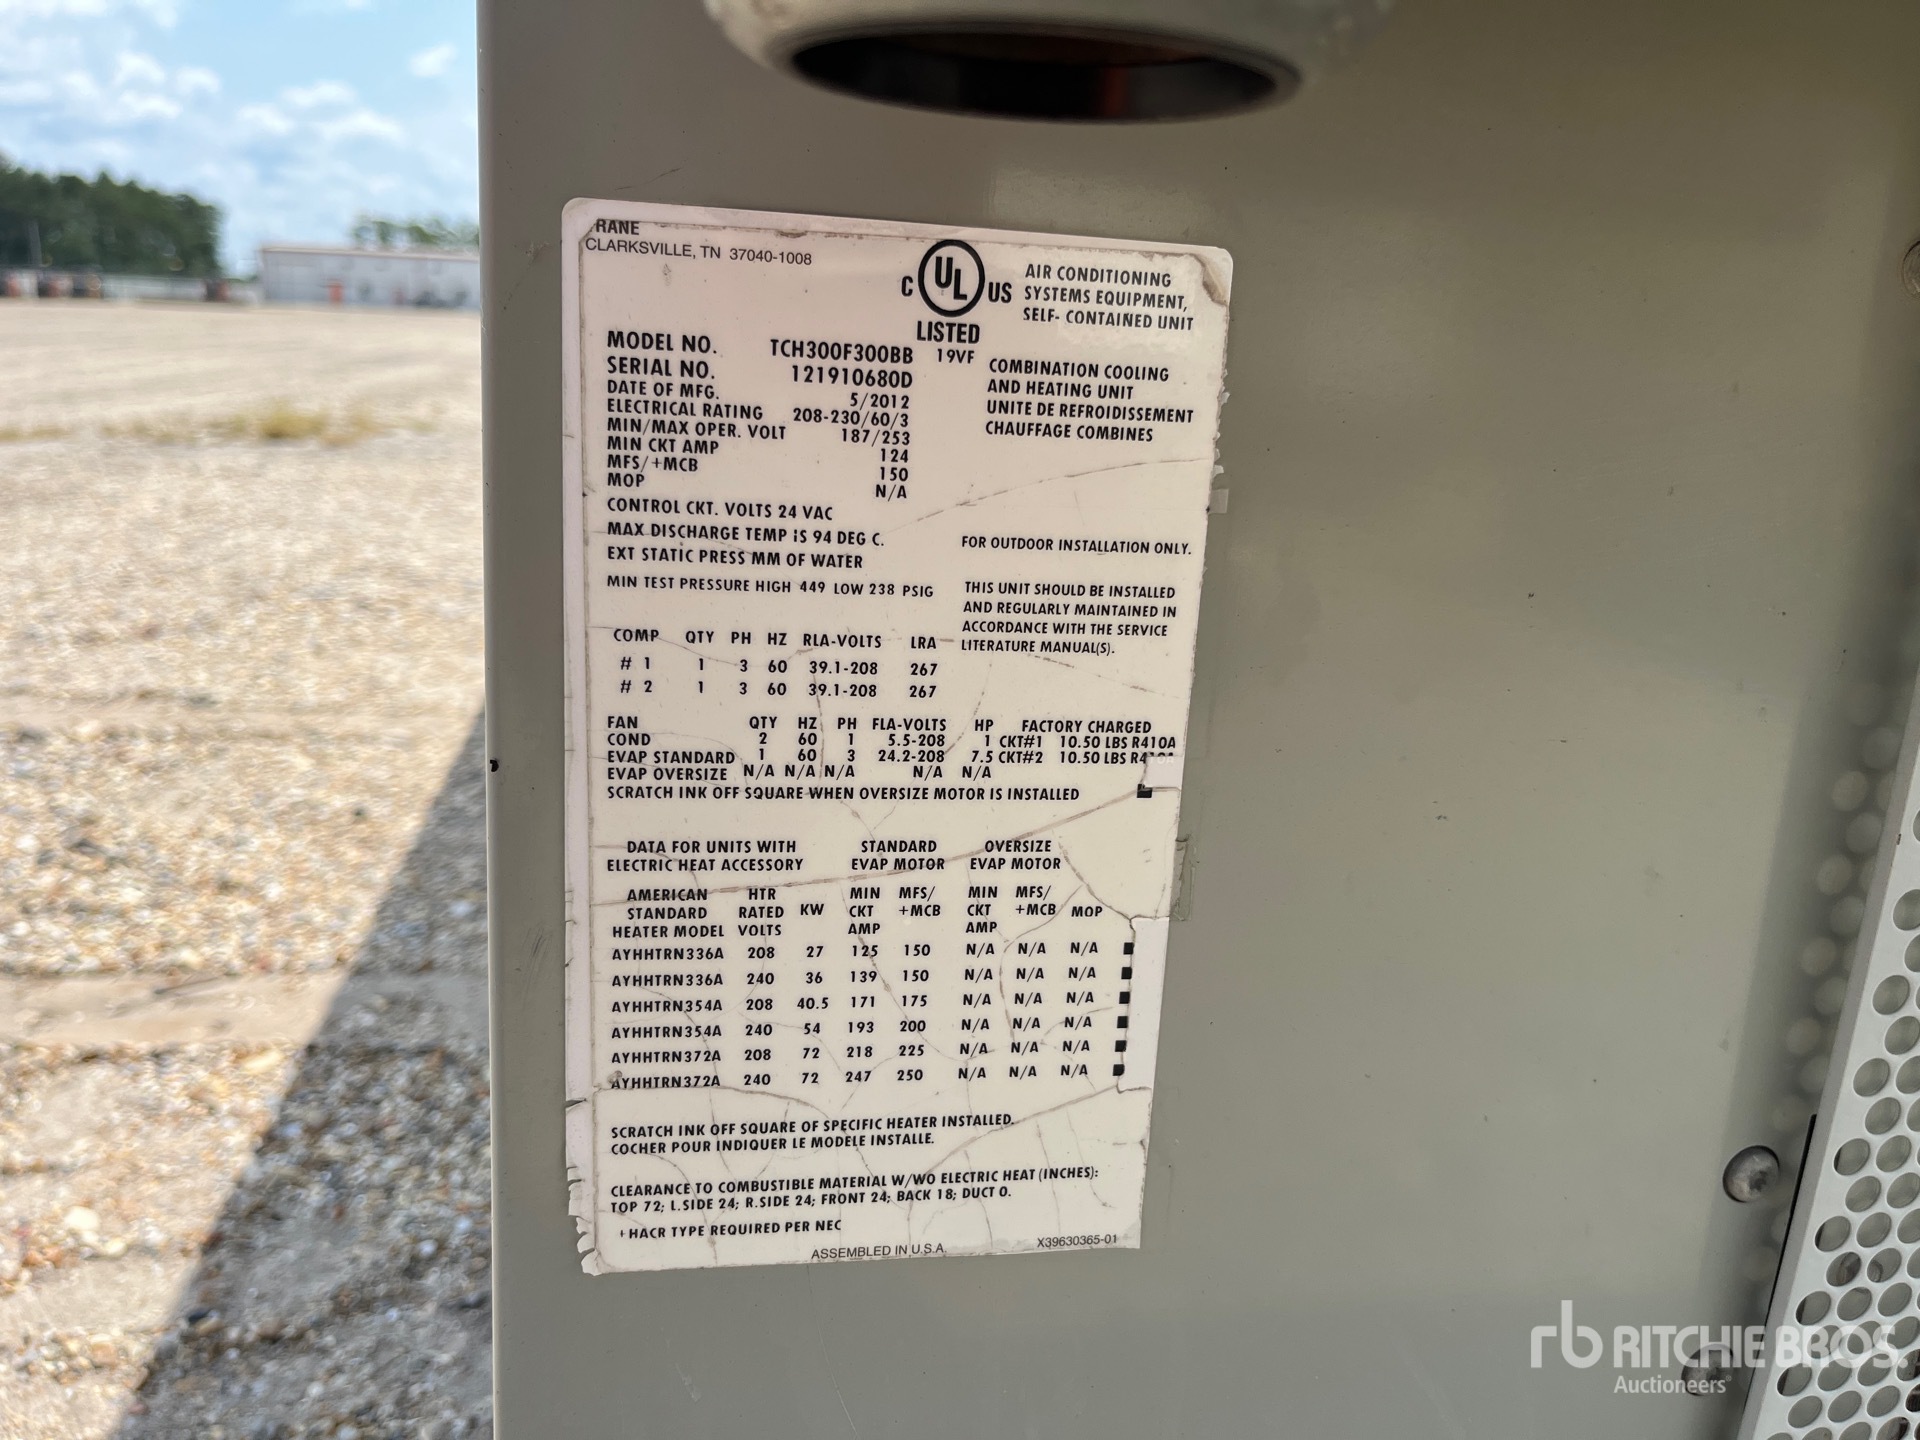 RANE
CLARKSVILLE, TN 37040-1008
C UL US
LISTED
19VF
AIR CONDITIONING
SYSTEMS EQUIPMENT,
SELF- CONTAINED UNIT
MODEL NO. TCH300F300BB
SERIAL NO. 121910680D
DATE OF MFG. 5/2012
ELECTRICAL RATING 208-230/60/3
MIN/MAX OPER. VOLT 187/253
MIN CKT AMP 124
MFS/+MCB 150
MOP N/A
COMBINATION COOLING
AND HEATING UNIT
UNITE DE REFROIDISSEMENT
CHAUFFAGE COMBINES
CONTROL CKT. VOLTS 24 VAC
MAX DISCHARGE TEMP IS 94 DEG C.
EXT STATIC PRESS MM OF WATER
MIN TEST PRESSURE HIGH 449 LOW 238 PSIG
FOR OUTDOOR INSTALLATION ONLY.
THIS UNIT SHOULD BE INSTALLED
AND REGULARLY MAINTAINED IN
ACCORDANCE WITH THE SERVICE
LITERATURE MANUAL(S).
COMP QTY PH HZ RLA-VOLTS LRA
# 1 1 3 60 39.1-208 267
# 2 1 3 60 39.1-208 267
FAN QTY HZ PH FLA-VOLTS HP FACTORY CHARGED
COND 2 60 1 5.5-208 1 CKT#1 10.50 LBS R410A
EVAP STANDARD 1 60 3 24.2-208 7.5 CKT#2 10.50 LBS R410A
EVAP OVERSIZE N/A N/A N/A N/A N/A
SCRATCH INK OFF SQUARE WHEN OVERSIZE MOTOR IS INSTALLED
DATA FOR UNITS WITH STANDARD OVERSIZE
ELECTRIC HEAT ACCESSORY EVAP MOTOR EVAP MOTOR
AMERICAN HTR MIN MFS/ MIN MFS/
STANDARD RATED KW CKT +MCB CKT +MCB MOP
HEATER MODEL VOLTS AMP AMP
AYHHTRN336A 208 27 125 150 N/A N/A N/A
AYHHTRN336A 240 36 139 150 N/A N/A N/A
AYHHTRN354A 208 40.5 171 175 N/A N/A N/A
AYHHTRN354A 240 54 193 200 N/A N/A N/A
AYHHTRN372A 208 72 218 225 N/A N/A N/A
AYHHTRN372A 240 72 247 250 N/A N/A N/A
SCRATCH INK OFF SQUARE OF SPECIFIC HEATER INSTALLED.
COCHER POUR INDIQUER LE MODELE INSTALLE.
CLEARANCE TO COMBUSTIBLE MATERIAL W/WO ELECTRIC HEAT (INCHES):
TOP 72; L.SIDE 24; R.SIDE 24; FRONT 24; BACK 18; DUCT 0.
+HACR TYPE REQUIRED PER NEC
ASSEMBLED IN U.S.A.
X39630365-01
rb RITCHIE BROS.
Auctioneers